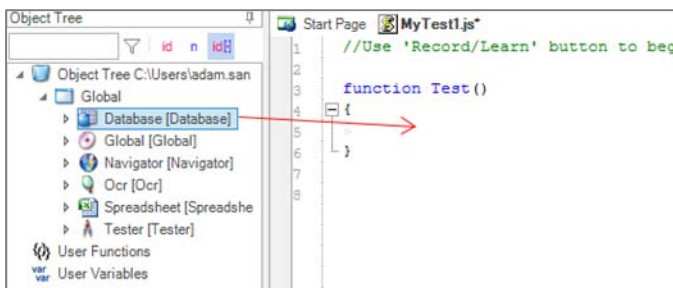 Object Tree
id n id
Object Tree C:\Users\adam.san
Global
Database [Database]
Global [Global]
Navigator [Navigator]
Ocr [Ocr]
Spreadsheet [Spreadshe
Tester [Tester]
User Functions
var var User Variables
Start Page MyTest1.js*
1 //Use 'Record/Learn' button to beg
2
3 function Test()
4 {
5 >
6 }
7
8